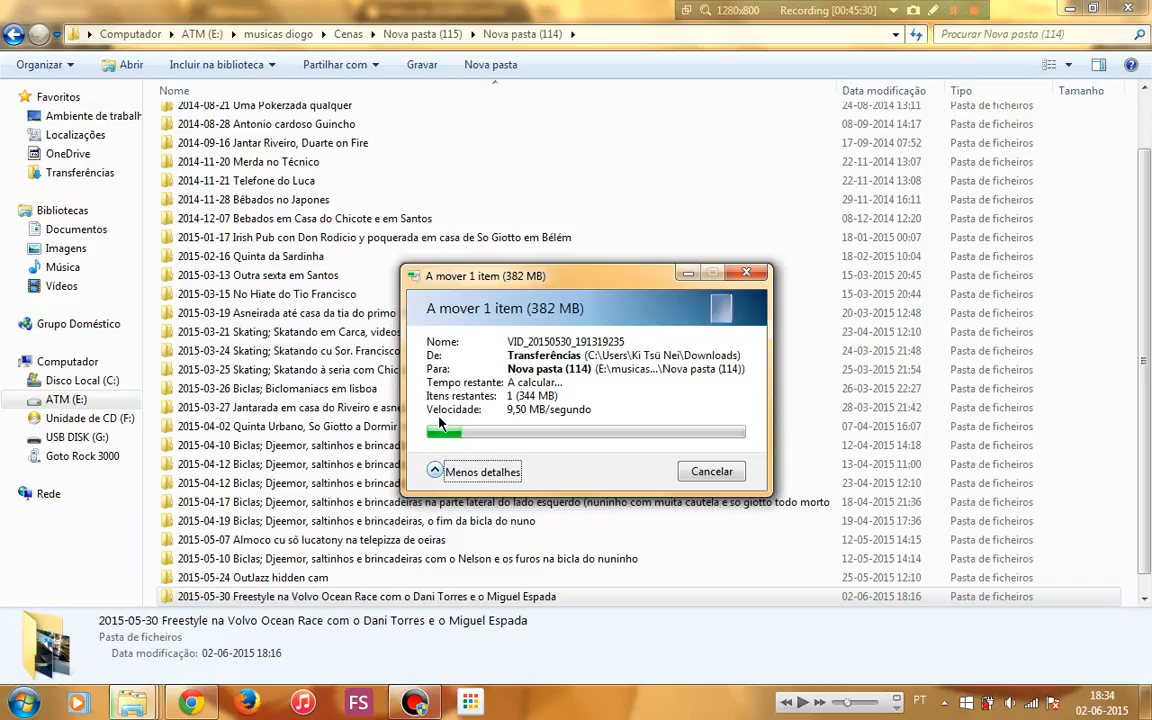 1280x800
Recording [00:45:30]
Computador ▸ ATM (E:) ▸ musicas diogo ▸ Cenas ▸ Nova pasta (115) ▸ Nova pasta (114) ▸
Procurar Nova pasta (114)
Organizar
Abrir
Incluir na biblioteca
Partilhar com
Gravar
Nova pasta
Favoritos
Ambiente de trabalh
Localizações
OneDrive
Transferências
Bibliotecas
Documentos
Imagens
Música
Vídeos
Grupo Doméstico
Computador
Disco Local (C:)
ATM (E:)
Unidade de CD (F:)
USB DISK (G:)
Goto Rock 3000
Rede
Nome Data modificação Tipo Tamanho
2014-08-21 Uma Pokerzada qualquer 24-08-2014 13:11 Pasta de ficheiros
2014-08-28 Antonio cardoso Guincho 08-09-2014 14:17 Pasta de ficheiros
2014-09-16 Jantar Riveiro, Duarte on Fire 17-09-2014 07:52 Pasta de ficheiros
2014-11-20 Merda no Técnico 22-11-2014 13:07 Pasta de ficheiros
2014-11-21 Telefone do Luca 22-11-2014 13:08 Pasta de ficheiros
2014-11-28 Bêbados no Japones 29-11-2014 16:11 Pasta de ficheiros
2014-12-07 Bebados em Casa do Chicote e em Santos 08-12-2014 12:20 Pasta de ficheiros
2015-01-17 Irish Pub con Don Rodicio y poquerada em casa de So Giotto em Bélém 18-01-2015 00:07 Pasta de ficheiros
2015-02-16 Quinta da Sardinha 18-02-2015 10:04 Pasta de ficheiros
2015-03-13 Outra sexta em Santos 14-03-2015 20:53 Pasta de ficheiros
2015-03-15 No Hiate do Tio Francisco 15-03-2015 20:44 Pasta de ficheiros
2015-03-19 Asneirada até casa da tia do primo 20-03-2015 12:48 Pasta de ficheiros
2015-03-21 Skating; Skatando em Carca, videos 23-04-2015 12:10 Pasta de ficheiros
2015-03-24 Skating; Skatando cu Sor. Francisc 24-03-2015 23:51 Pasta de ficheiros
2015-03-25 Skating; Skatando à seria com Chic 25-03-2015 23:30 Pasta de ficheiros
2015-03-26 Biclas; Biclomaniacs em lisboa 26-03-2015 22:27 Pasta de ficheiros
2015-03-27 Jantarada em casa do Riveiro e asne 28-03-2015 13:39 Pasta de ficheiros
2015-04-02 Quinta Urbano, So Giotto a Dormir 03-04-2015 13:05 Pasta de ficheiros
2015-04-12 Biclas; Djeemor, saltinhos e brinca 13-04-2015 14:18 Pasta de ficheiros
2015-04-12 Biclas; Djeemor, saltinhos e brinca 12-04-2015 14:14 Pasta de ficheiros
2015-04-12 Biclas; Djeemor, saltinhos e brinca 23-04-2015 12:09 Pasta de ficheiros
2015-04-17 Biclas; Djeemor, saltinhos e brincadeiras na parte lateral do lado esquerdo (nuninho com muita cautela e so giotto todo morto 18-04-2015 21:36 Pasta de ficheiros
2015-04-19 Biclas; Djeemor, saltinhos e brincadeiras, o fim da bicla do nuno 19-04-2015 17:36 Pasta de ficheiros
2015-05-07 Almoco cu sô lucatony na telepizza de oeiras 12-05-2015 14:15 Pasta de ficheiros
2015-05-10 Biclas; Djeemor, saltinhos e brincadeiras com o Nelson e os furos na bicla do nuninho 12-05-2015 14:14 Pasta de ficheiros
2015-05-24 OutJazz hidden cam 25-05-2015 12:10 Pasta de ficheiros
2015-05-30 Freestyle na Volvo Ocean Race com o Dani Torres e o Miguel Espada 02-06-2015 18:16 Pasta de ficheiros
A mover 1 item (382 MB)
A mover 1 item (382 MB)
Nome: VID_20150530_191319235
De: Transferências (C:\Users\Ki Tsü Nei\Downloads)
Para: Nova pasta (114) (E:\musicas...\Nova pasta (114))
Tempo restante: A calcular...
Itens restantes: 1 (344 MB)
Velocidade: 9,50 MB/segundo
Menos detalhes
Cancelar
2015-05-30 Freestyle na Volvo Ocean Race com o Dani Torres e o Miguel Espada
Pasta de ficheiros
Data modificação: 02-06-2015 18:16
FS
PT
18:34
02-06-2015